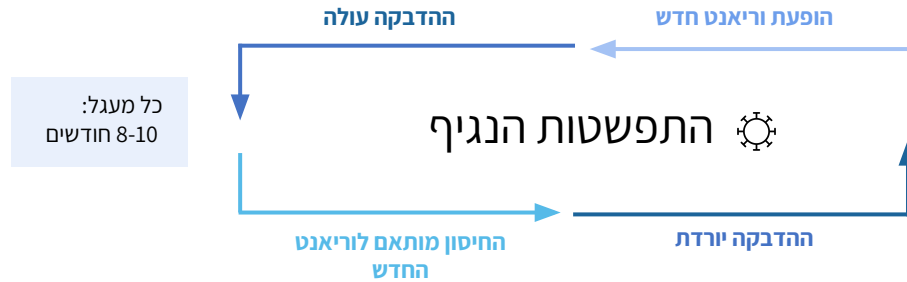 הופעת וריאנט חדש
ההדבקה עולה
כל מעגל:
8-10 חודשים
התפשטות הנגיף
החיסון מותאם לוריאנט
החדש
ההדבקה יורדת